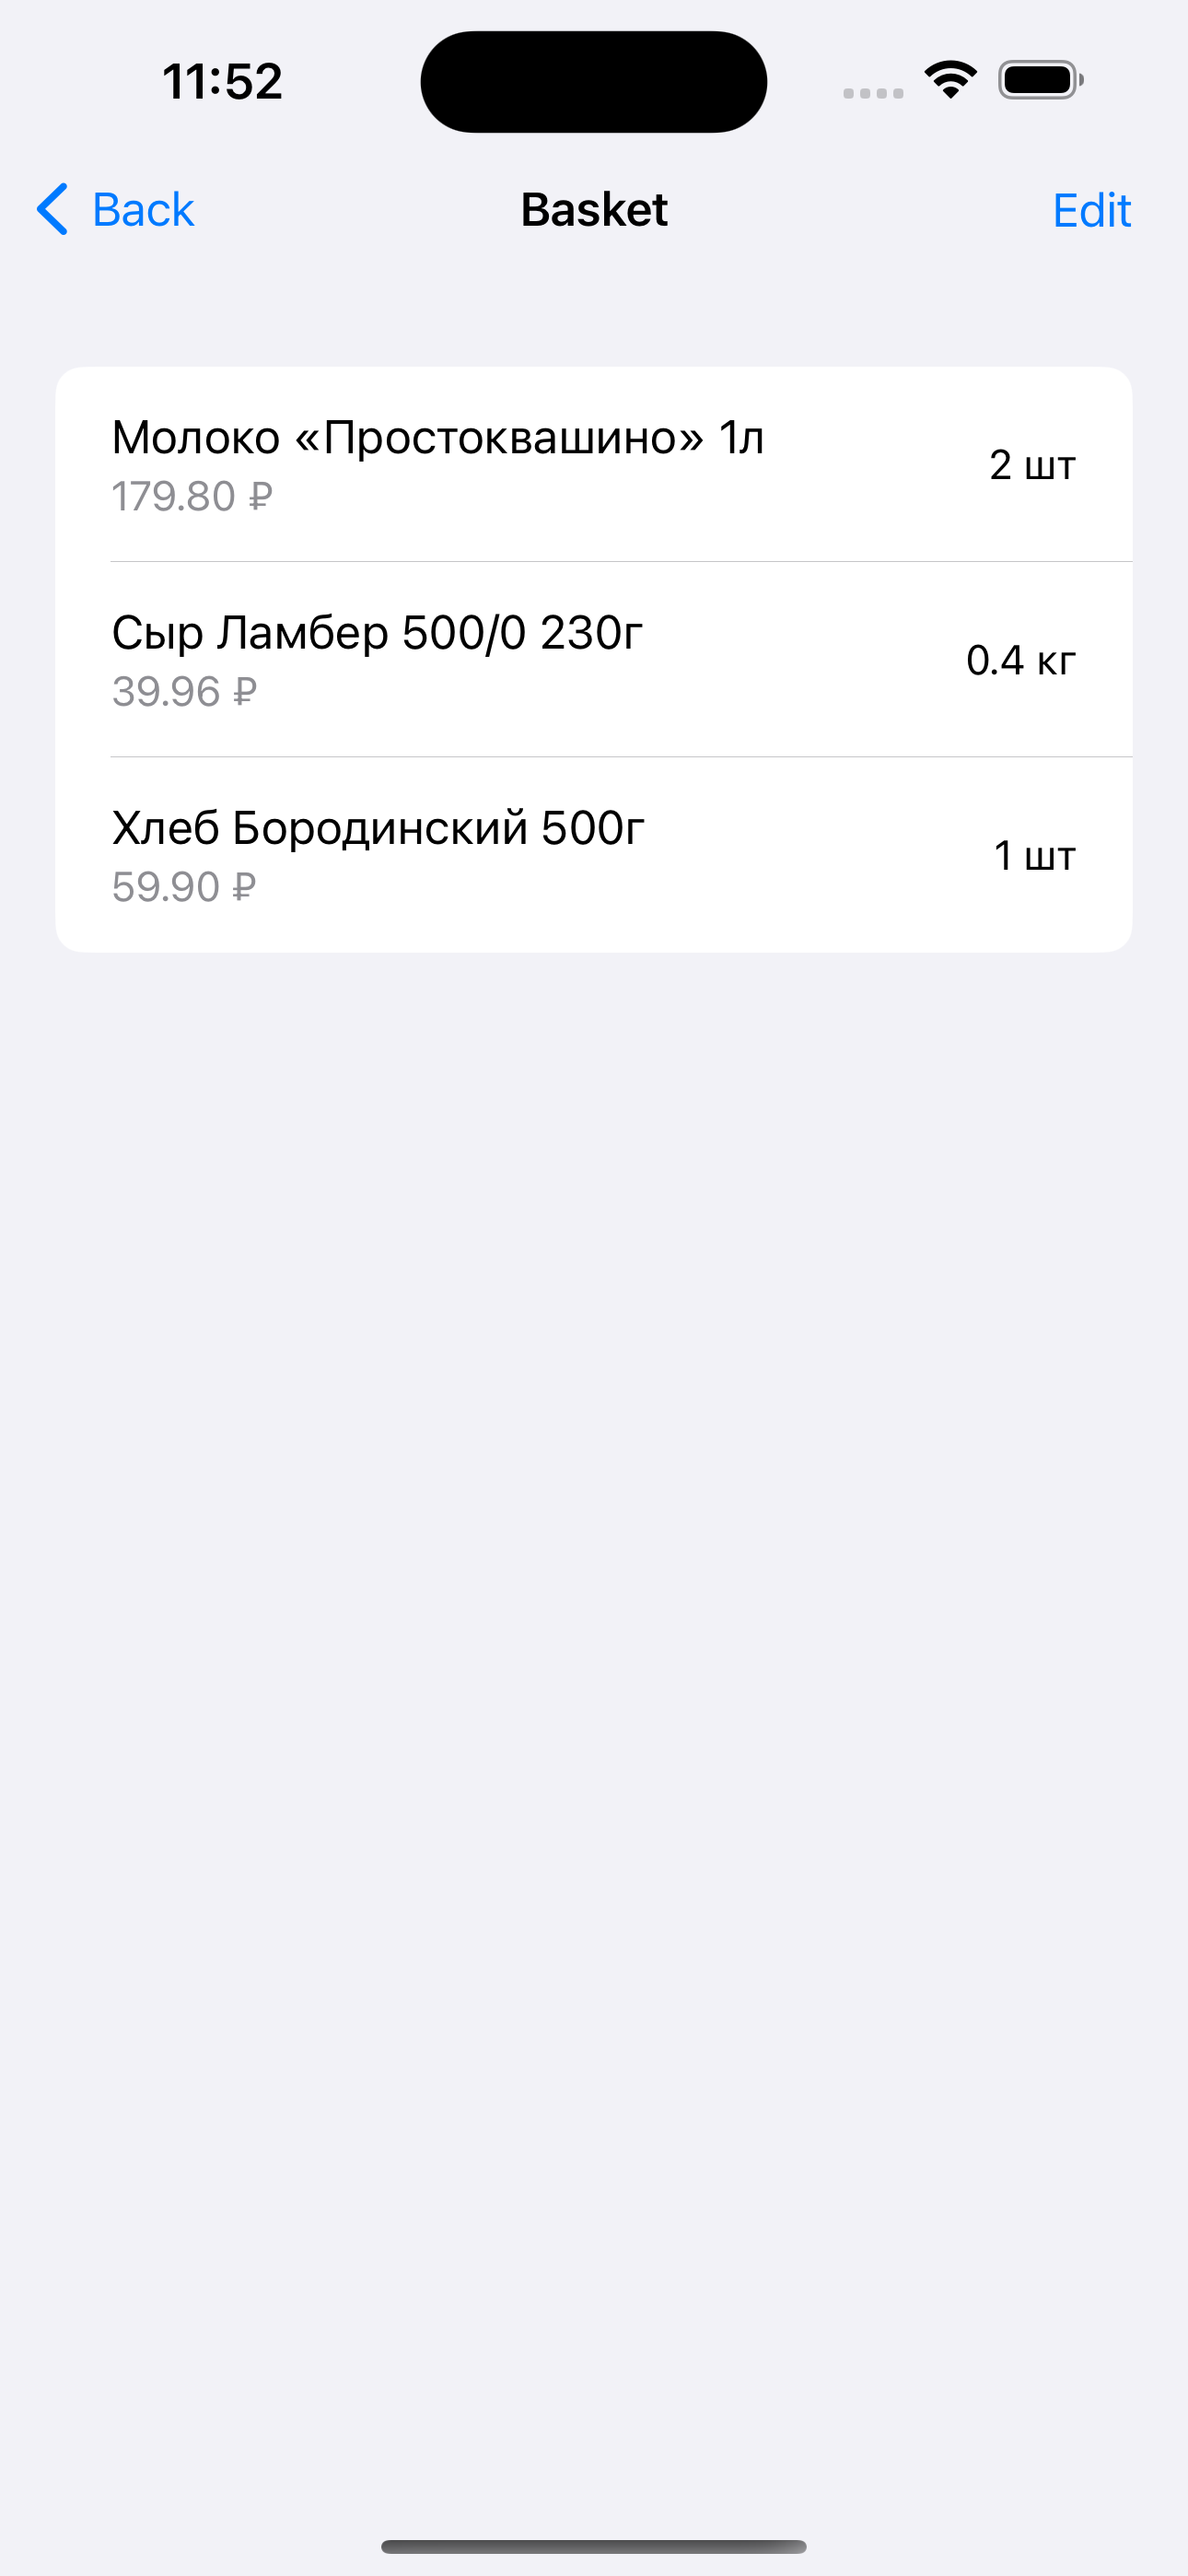 11:52
Back
Basket
Edit
Молоко «Простоквашино» 1л
179.80 ₽
2 шт
Сыр Ламбер 500/0 230г
39.96 ₽
0.4 кг
Хлеб Бородинский 500г
59.90 ₽
1 шт